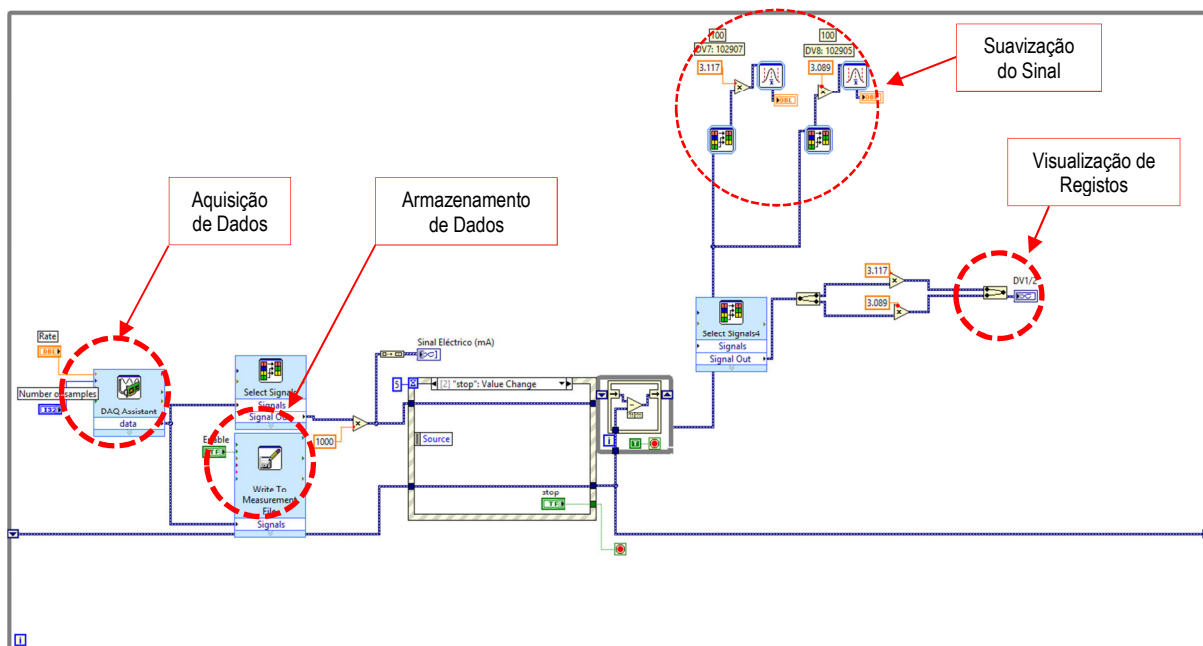 100
DV7: 102907
3.117
DBL
100
DV8: 102905
3.089
Suavização
do Sinal
Visualização de
Registos
Aquisição
de Dados
Armazenamento
de Dados
3.117
3.089
DV1/2
Select Signals4
Signals
Signal Out
Rate
DBL
Number of samples
I32
DAQ Assistant
data
Select Signals
Signals
Signal Out
Sinal Eléctrico (mA)
1000
Enable
TF
Write To
Measurement
File
Signals
5
[2] "stop": Value Change
Source
stop
TF
i
T
i